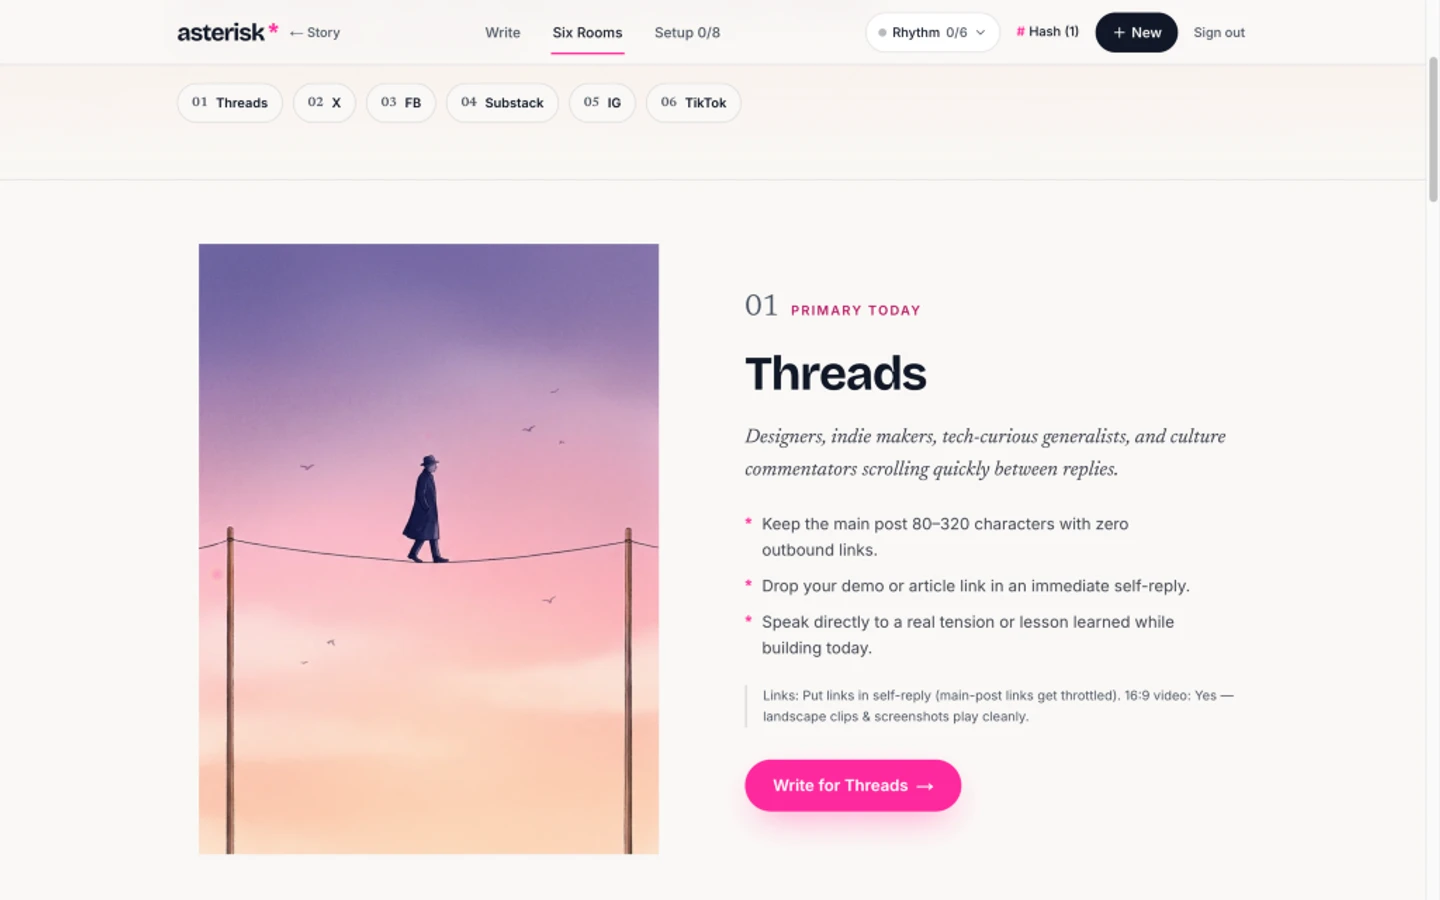 asterisk* ← Story Write Six Rooms Setup 0/8 Rhythm 0/6 # Hash (1) + New Sign out
01 Threads 02 X 03 FB 04 Substack 05 IG 06 TikTok
01 PRIMARY TODAY
Threads
Designers, indie makers, tech-curious generalists, and culture
commentators scrolling quickly between replies.
* Keep the main post 80–320 characters with zero
outbound links.
* Drop your demo or article link in an immediate self-reply.
* Speak directly to a real tension or lesson learned while
building today.
Links: Put links in self-reply (main-post links get throttled). 16:9 video: Yes —
landscape clips & screenshots play cleanly.
Write for Threads →